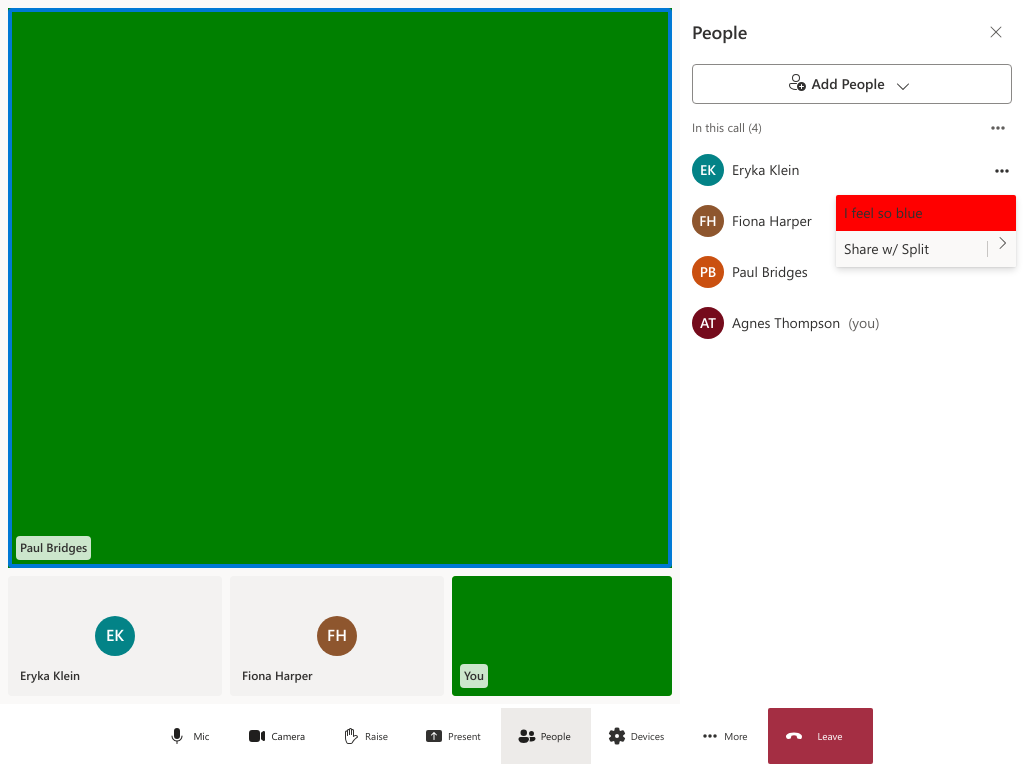 People
Add People
In this call (4)
EK Eryka Klein
I feel so blue
FH Fiona Harper
Share w/ Split
PB Paul Bridges
AT Agnes Thompson (you)
Paul Bridges
EK
Eryka Klein
FH
Fiona Harper
You
Mic Camera Raise Present People Devices More Leave